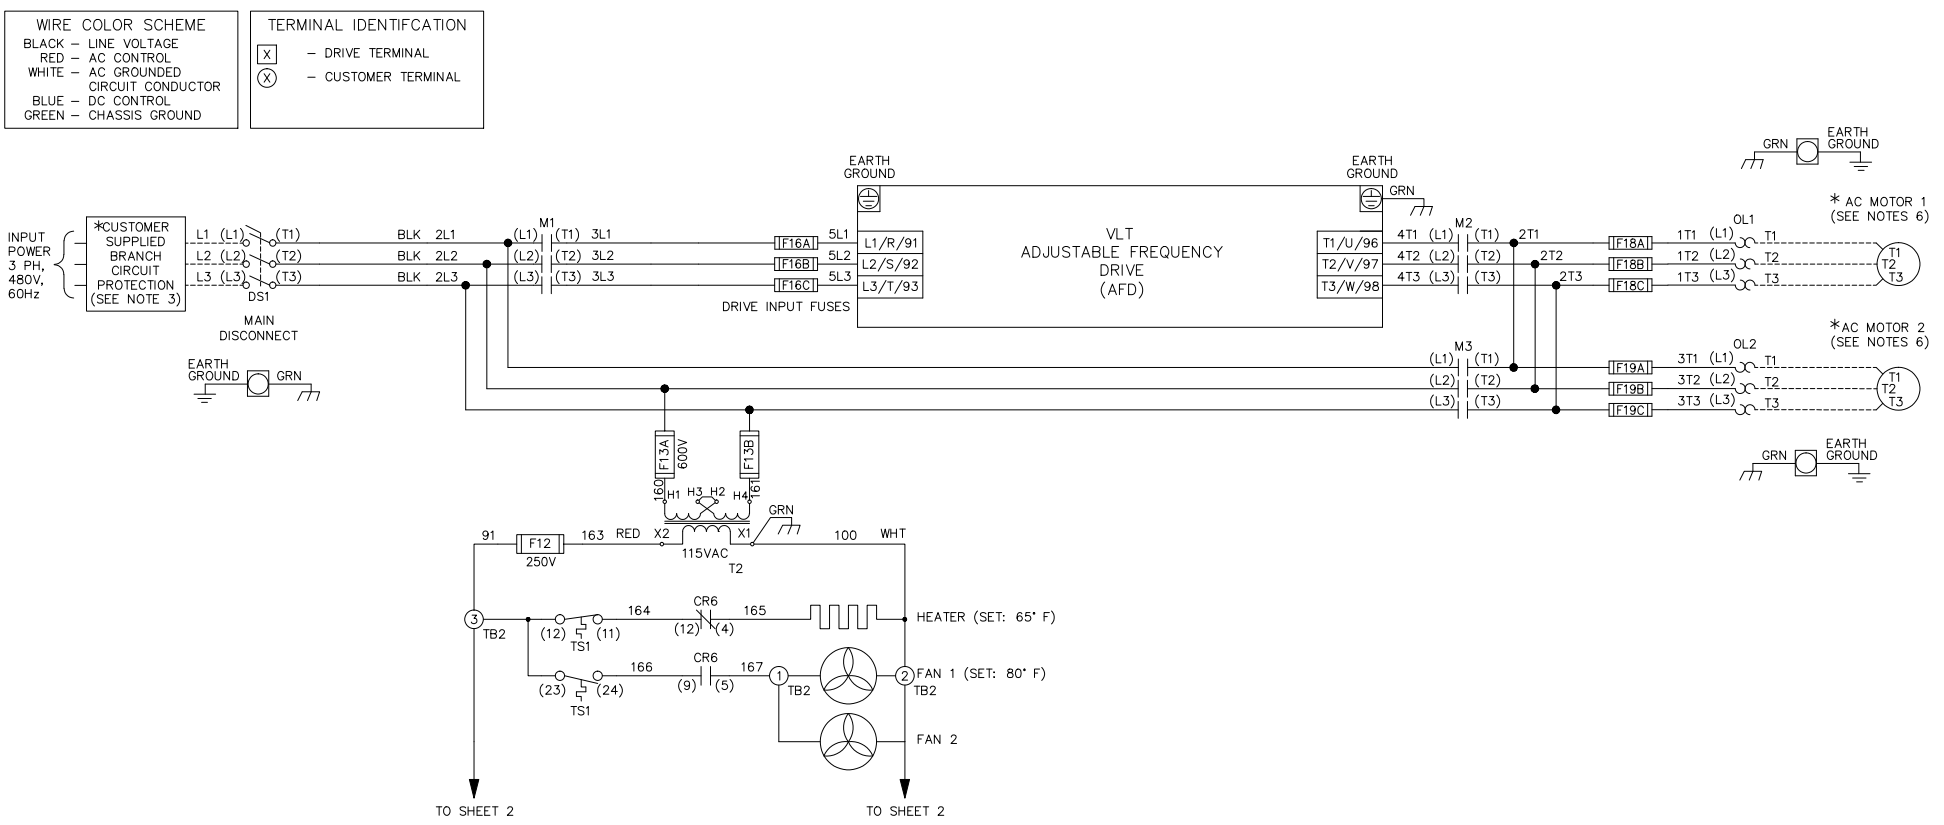 WIRE COLOR SCHEME
BLACK – LINE VOLTAGE
RED – AC CONTROL
WHITE – AC GROUNDED
CIRCUIT CONDUCTOR
BLUE – DC CONTROL
GREEN – CHASSIS GROUND
TERMINAL IDENTIFCATION
X – DRIVE TERMINAL
X – CUSTOMER TERMINAL
INPUT
POWER
3 PH,
480V,
60Hz
*CUSTOMER
SUPPLIED
BRANCH
CIRCUIT
PROTECTION
(SEE NOTE 3)
L1 (L1) (T1) BLK 2L1 (L1) M1 (T1) 3L1 F16A 5L1 L1/R/91
L2 (L2) (T2) BLK 2L2 (L2) (T2) 3L2 F16B 5L2 L2/S/92
L3 (L3) (T3) BLK 2L3 (L3) (T3) 3L3 F16C 5L3 L3/T/93
DS1
MAIN
DISCONNECT
DRIVE INPUT FUSES
EARTH
GROUND
GRN
EARTH
GROUND
VLT
ADJUSTABLE FREQUENCY
DRIVE
(AFD)
EARTH
GROUND
GRN
T1/U/96 4T1 (L1) M2 (T1) 2T1 F18A 1T1 (L1) OL1 T1
T2/V/97 4T2 (L2) (T2) 2T2 F18B 1T2 (L2) T2
T3/W/98 4T3 (L3) (T3) 2T3 F18C 1T3 (L3) T3
GRN
EARTH
GROUND
* AC MOTOR 1
(SEE NOTES 6)
T1
T2
T3
*AC MOTOR 2
(SEE NOTES 6)
M3
(L1) (T1) F19A 3T1 (L1) OL2 T1
(L2) (T2) F19B 3T2 (L2) T2
(L3) (T3) F19C 3T3 (L3) T3
T1
T2
T3
GRN
EARTH
GROUND
F13A
600V
F13B
160
161
H1 H3 H2 H4
GRN
91 F12 163 RED X2 X1 100 WHT
250V
115VAC
T2
3
TB2
(12) (11)
TS1
164
CR6
(12) (4)
165
HEATER (SET: 65° F)
(23) (24)
TS1
166
CR6
(9) (5)
167
1
TB2
2
TB2
FAN 1 (SET: 80° F)
FAN 2
TO SHEET 2
TO SHEET 2